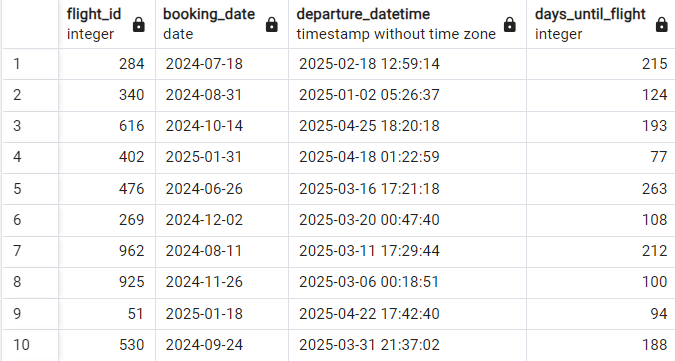 flight_id booking_date departure_datetime days_until_flight
integer date timestamp without time zone integer
1 284 2024-07-18 2025-02-18 12:59:14 215
2 340 2024-08-31 2025-01-02 05:26:37 124
3 616 2024-10-14 2025-04-25 18:20:18 193
4 402 2025-01-31 2025-04-18 01:22:59 77
5 476 2024-06-26 2025-03-16 17:21:18 263
6 269 2024-12-02 2025-03-20 00:47:40 108
7 962 2024-08-11 2025-03-11 17:29:44 212
8 925 2024-11-26 2025-03-06 00:18:51 100
9 51 2025-01-18 2025-04-22 17:42:40 94
10 530 2024-09-24 2025-03-31 21:37:02 188